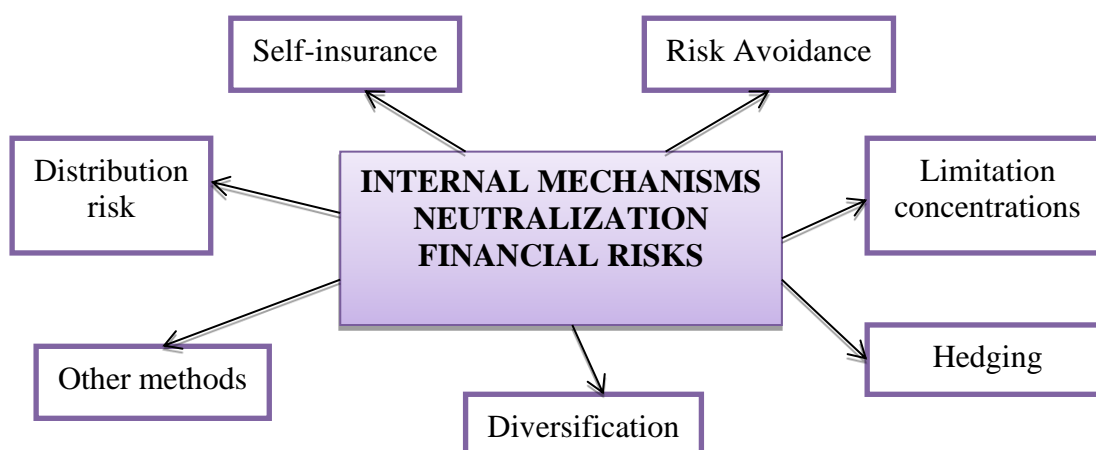 Self-insurance
Risk Avoidance
Distribution
risk
INTERNAL MECHANISMS
NEUTRALIZATION
FINANCIAL RISKS
Limitation
concentrations
Other methods
Hedging
Diversification